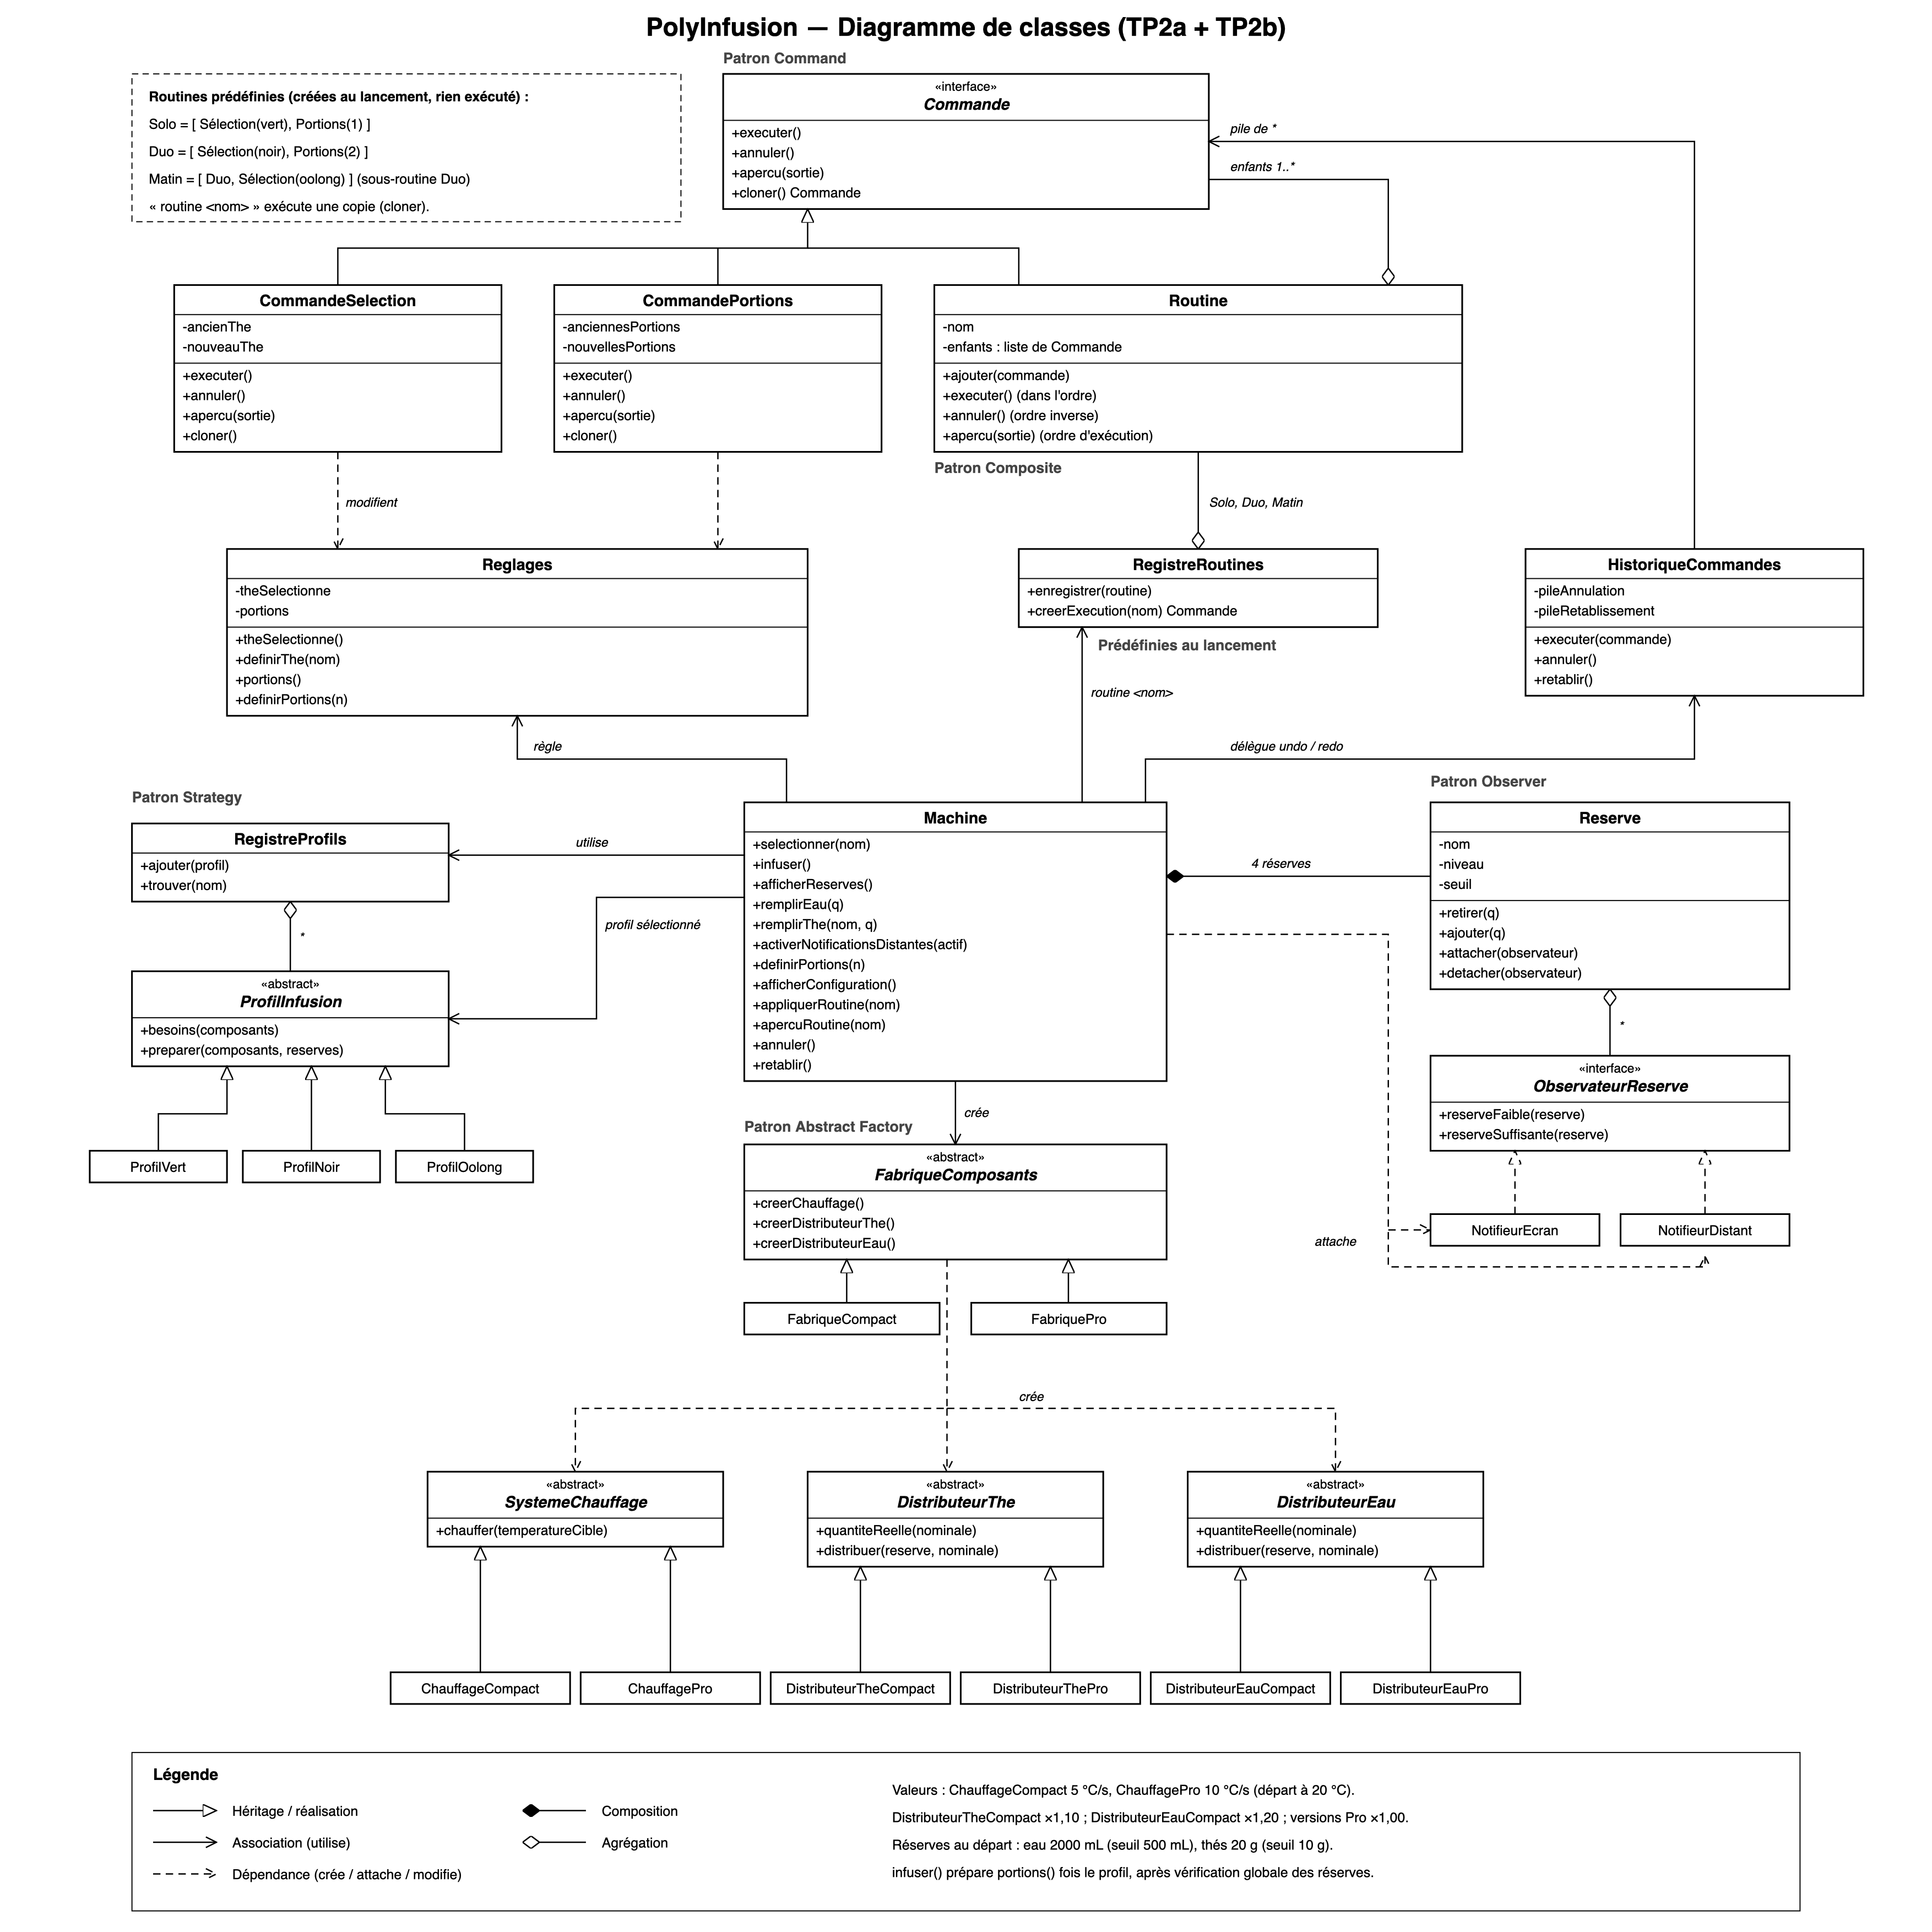 PolyInfusion — Diagramme de classes (TP2a + TP2b)
Patron Command
Routines prédéfinies (créées au lancement, rien exécuté) :
Solo = [ Sélection(vert), Portions(1) ]
Duo = [ Sélection(noir), Portions(2) ]
Matin = [ Duo, Sélection(oolong) ] (sous-routine Duo)
« routine <nom> » exécute une copie (cloner).
«interface»
Commande
+executer()
+annuler()
+apercu(sortie)
+cloner() Commande
pile de *
enfants 1..*
CommandeSelection
-ancienThe
-nouveauThe
+executer()
+annuler()
+apercu(sortie)
+cloner()
CommandePortions
-anciennesPortions
-nouvellesPortions
+executer()
+annuler()
+apercu(sortie)
+cloner()
Routine
-nom
-enfants : liste de Commande
+ajouter(commande)
+executer() (dans l'ordre)
+annuler() (ordre inverse)
+apercu(sortie) (ordre d'exécution)
Patron Composite
modifient
Solo, Duo, Matin
Reglages
-theSelectionne
-portions
+theSelectionne()
+definirThe(nom)
+portions()
+definirPortions(n)
RegistreRoutines
+enregistrer(routine)
+creerExecution(nom) Commande
Prédéfinies au lancement
HistoriqueCommandes
-pileAnnulation
-pileRetablissement
+executer(commande)
+annuler()
+retablir()
routine <nom>
règle
délègue undo / redo
Patron Strategy
RegistreProfils
+ajouter(profil)
+trouver(nom)
utilise
*
profil sélectionné
«abstract»
ProfilInfusion
+besoins(composants)
+preparer(composants, reserves)
ProfilVert
ProfilNoir
ProfilOolong
Machine
+selectionner(nom)
+infuser()
+afficherReserves()
+remplirEau(q)
+remplirThe(nom, q)
+activerNotificationsDistantes(actif)
+definirPortions(n)
+afficherConfiguration()
+appliquerRoutine(nom)
+apercuRoutine(nom)
+annuler()
+retablir()
4 réserves
Patron Observer
Reserve
-nom
-niveau
-seuil
+retirer(q)
+ajouter(q)
+attacher(observateur)
+detacher(observateur)
*
«interface»
ObservateurReserve
+reserveFaible(reserve)
+reserveSuffisante(reserve)
NotifieurEcran
NotifieurDistant
attache
crée
Patron Abstract Factory
«abstract»
FabriqueComposants
+creerChauffage()
+creerDistributeurThe()
+creerDistributeurEau()
FabriqueCompact
FabriquePro
crée
«abstract»
SystemeChauffage
+chauffer(temperatureCible)
«abstract»
DistributeurThe
+quantiteReelle(nominale)
+distribuer(reserve, nominale)
«abstract»
DistributeurEau
+quantiteReelle(nominale)
+distribuer(reserve, nominale)
ChauffageCompact
ChauffagePro
DistributeurTheCompact
DistributeurThePro
DistributeurEauCompact
DistributeurEauPro
Légende
Héritage / réalisation
Association (utilise)
Dépendance (crée / attache / modifie)
Composition
Agrégation
Valeurs : ChauffageCompact 5 °C/s, ChauffagePro 10 °C/s (départ à 20 °C).
DistributeurTheCompact ×1,10 ; DistributeurEauCompact ×1,20 ; versions Pro ×1,00.
Réserves au départ : eau 2000 mL (seuil 500 mL), thés 20 g (seuil 10 g).
infuser() prépare portions() fois le profil, après vérification globale des réserves.